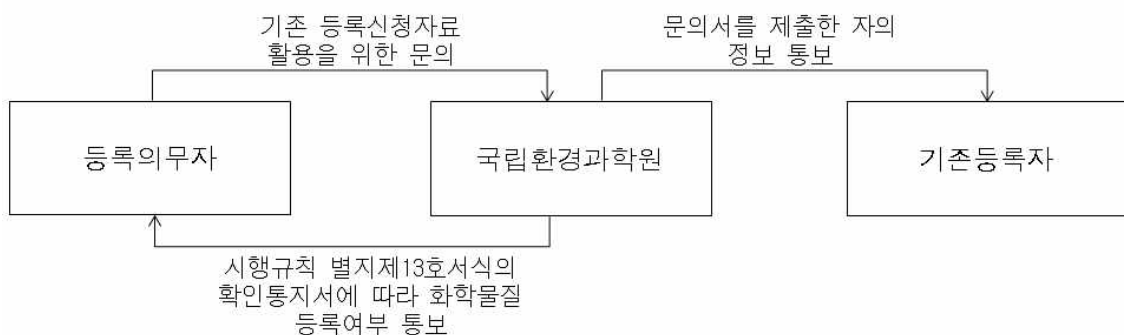 기존 등록신청자료
활용을 위한 문의
문의서를 제출한 자의
정보 통보
등록의무자
국립환경과학원
기존등록자
시행규칙 별지제13호서식의
확인통지서에 따라 화학물질
등록여부 통보